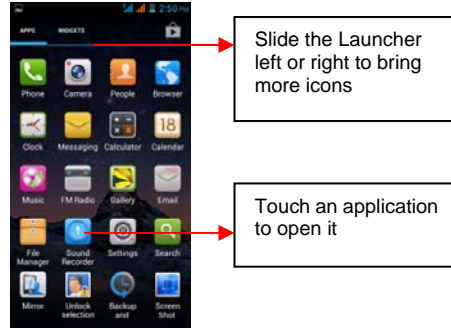 2:50 PM
APPS WIDGETS
Phone Camera People Browser
Clock Messaging Calculator Calendar
18
Music FM Radio Gallery Email
File Manager Sound Recorder Settings Search
Mirror Unlock selection Backup and Screen Shot
Slide the Launcher
left or right to bring
more icons
Touch an application
to open it